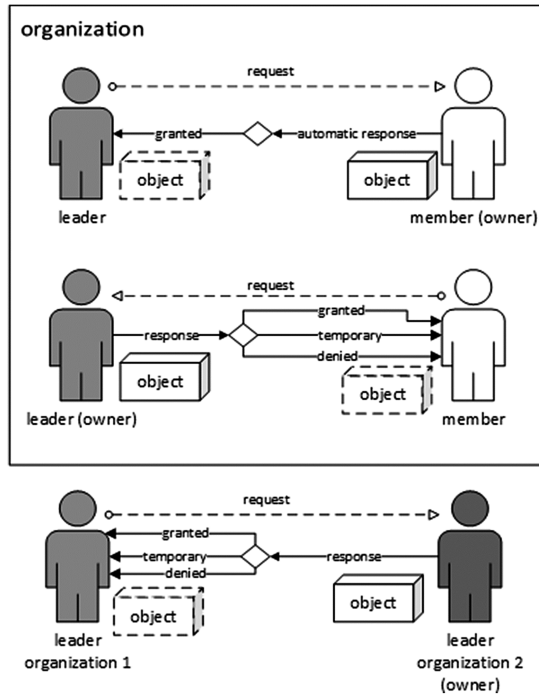 organization
request
granted
automatic response
object
object
leader
member (owner)
request
granted
response
temporary
denied
object
object
leader (owner)
member
request
granted
temporary
response
denied
object
object
leader
organization 1
leader
organization 2
(owner)